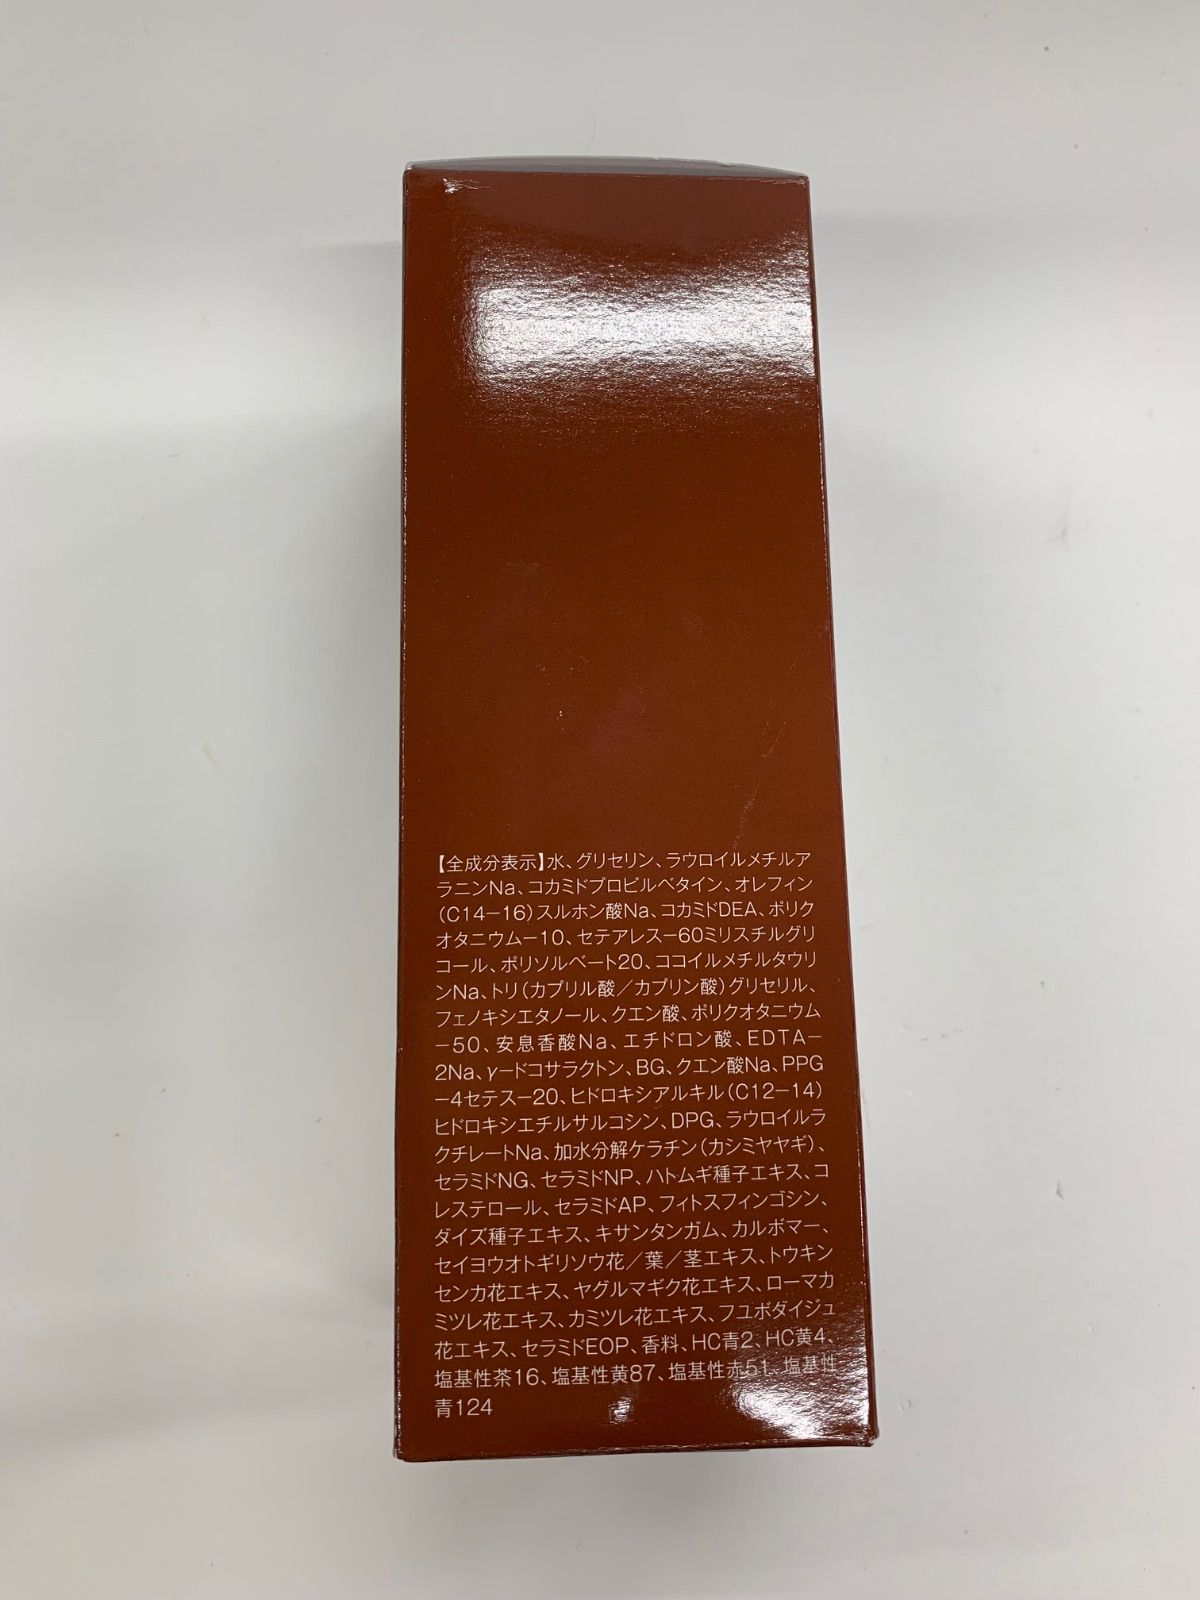 【全成分表示】水、グリセリン、ラウロイルメチルア
ラニンNa、コカミドプロピルベタイン、オレフィン
（C14－16）スルホン酸Na、コカミドDEA、ポリク
オタニウム－10、セテアレス－60ミリスチルグリ
コール、ポリソルベート20、ココイルメチルタウリ
ンNa、トリ（カプリル酸／カプリン酸）グリセリル、
フェノキシエタノール、クエン酸、ポリクオタニウム
－50、安息香酸Na、エチドロン酸、EDTA－
2Na、γ－ドコサラクトン、BG、クエン酸Na、PPG
－4セテス－20、ヒドロキシアルキル（C12－14）
ヒドロキシエチルサルコシン、DPG、ラウロイルラ
クチレートNa、加水分解ケラチン（カシミヤヤギ）、
セラミドNG、セラミドNP、ハトムギ種子エキス、コ
レステロール、セラミドAP、フィトスフィンゴシン、
ダイズ種子エキス、キサンタンガム、カルボマー、
セイヨウオトギリソウ花／葉／茎エキス、トウキン
センカ花エキス、ヤグルマギク花エキス、ローマカ
ミツレ花エキス、カミツレ花エキス、フユボダイジュ
花エキス、セラミドEOP、香料、HC青2、HC黄4、
塩基性茶16、塩基性黄87、塩基性赤51、塩基性
青124